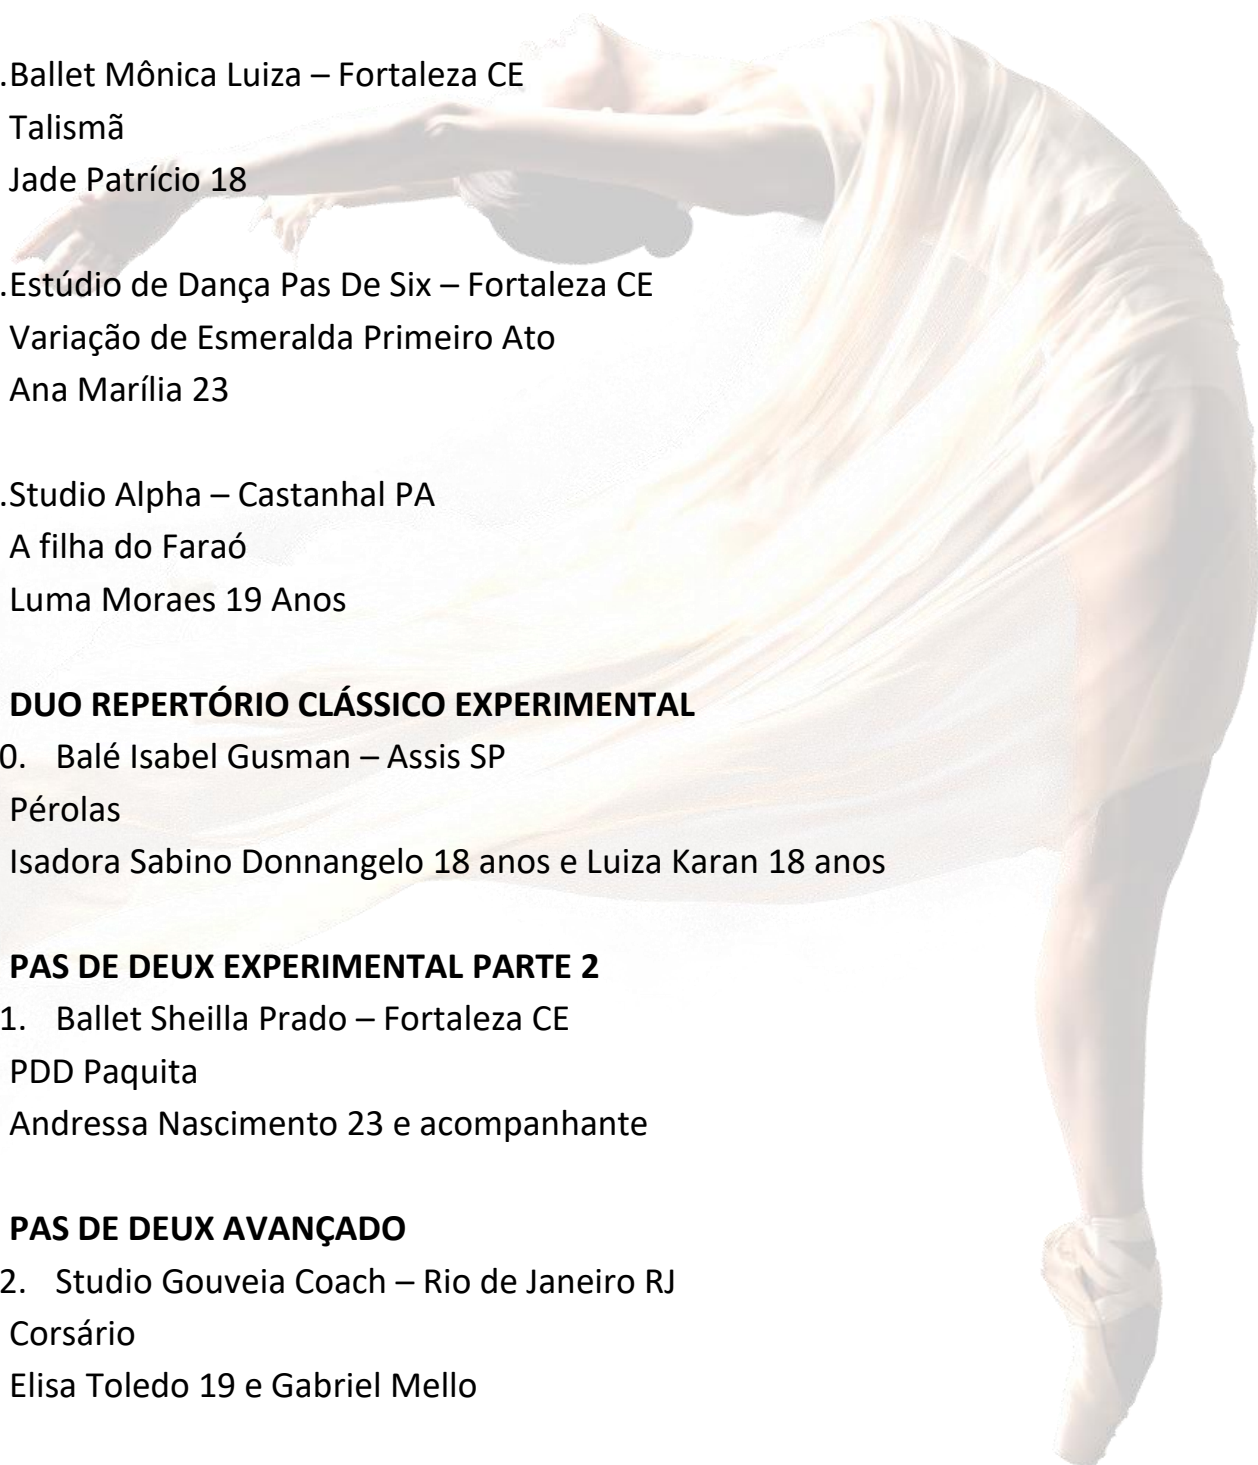 .Ballet Mônica Luiza – Fortaleza CE
Talismã
Jade Patrício 18
.Estúdio de Dança Pas De Six – Fortaleza CE
Variação de Esmeralda Primeiro Ato
Ana Marília 23
.Studio Alpha – Castanhal PA
A filha do Faraó
Luma Moraes 19 Anos
DUO REPERTÓRIO CLÁSSICO EXPERIMENTAL
0. Balé Isabel Gusman – Assis SP
Pérolas
Isadora Sabino Donnangelo 18 anos e Luiza Karan 18 anos
PAS DE DEUX EXPERIMENTAL PARTE 2
1. Ballet Sheilla Prado – Fortaleza CE
PDD Paquita
Andressa Nascimento 23 e acompanhante
PAS DE DEUX AVANÇADO
2. Studio Gouveia Coach – Rio de Janeiro RJ
Corsário
Elisa Toledo 19 e Gabriel Mello